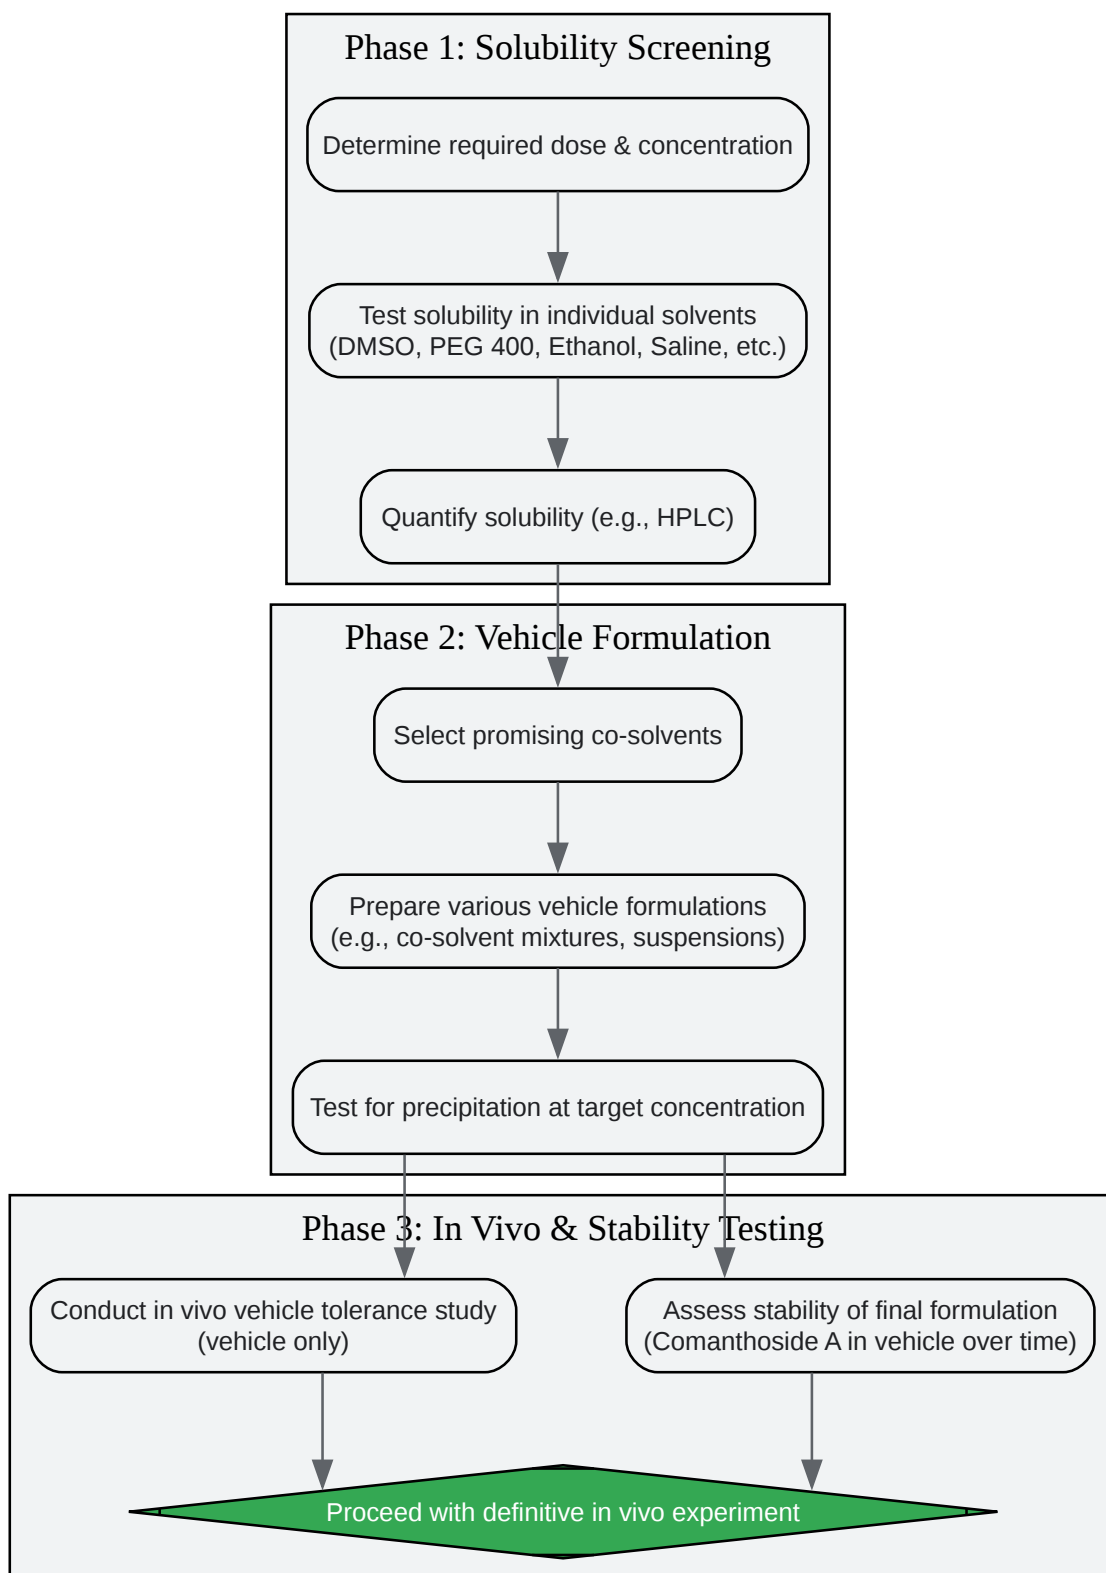 Phase 1: Solubility Screening
Determine required dose & concentration
Test solubility in individual solvents
(DMSO, PEG 400, Ethanol, Saline, etc.)
Quantify solubility (e.g., HPLC)
Phase 2: Vehicle Formulation
Select promising co-solvents
Prepare various vehicle formulations
(e.g., co-solvent mixtures, suspensions)
Test for precipitation at target concentration
Phase 3: In Vivo & Stability Testing
Conduct in vivo vehicle tolerance study
(vehicle only)
Assess stability of final formulation
(Comanthoside A in vehicle over time)
Proceed with definitive in vivo experiment